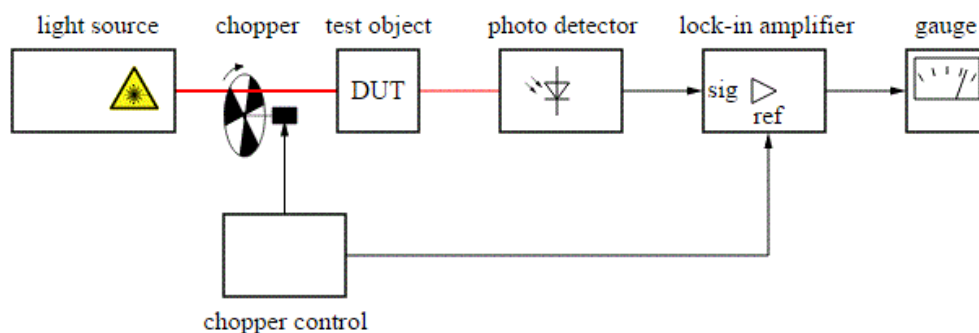 light source
chopper
test object
photo detector
lock-in amplifier
gauge
DUT
sig
ref
chopper control